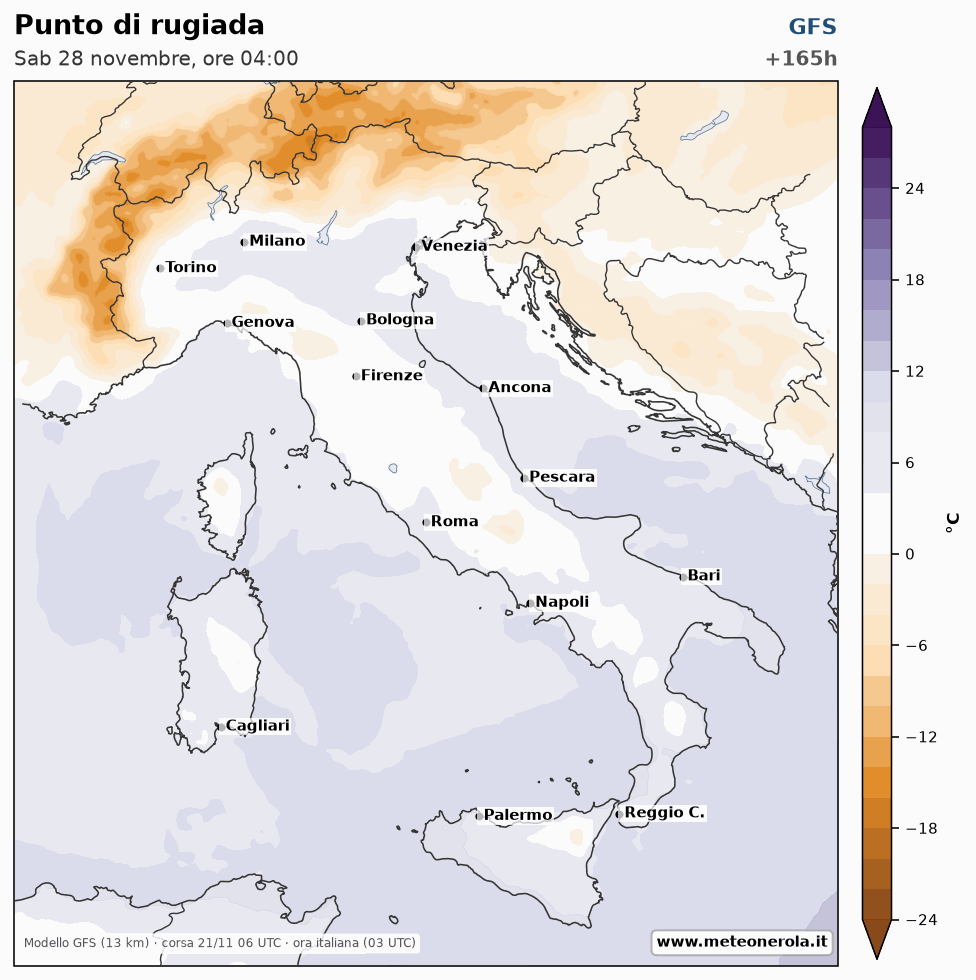 Punto di rugiada
GFS
Sab 28 novembre, ore 04:00
+165h
Milano
Venezia
Torino
Genova
Bologna
Firenze
Ancona
Pescara
Roma
Bari
Napoli
Cagliari
Palermo
Reggio C.
24
18
12
6
0
−6
−12
−18
−24
°C
Modello GFS (13 km) · corsa 21/11 06 UTC · ora italiana (03 UTC)
www.meteonerola.it